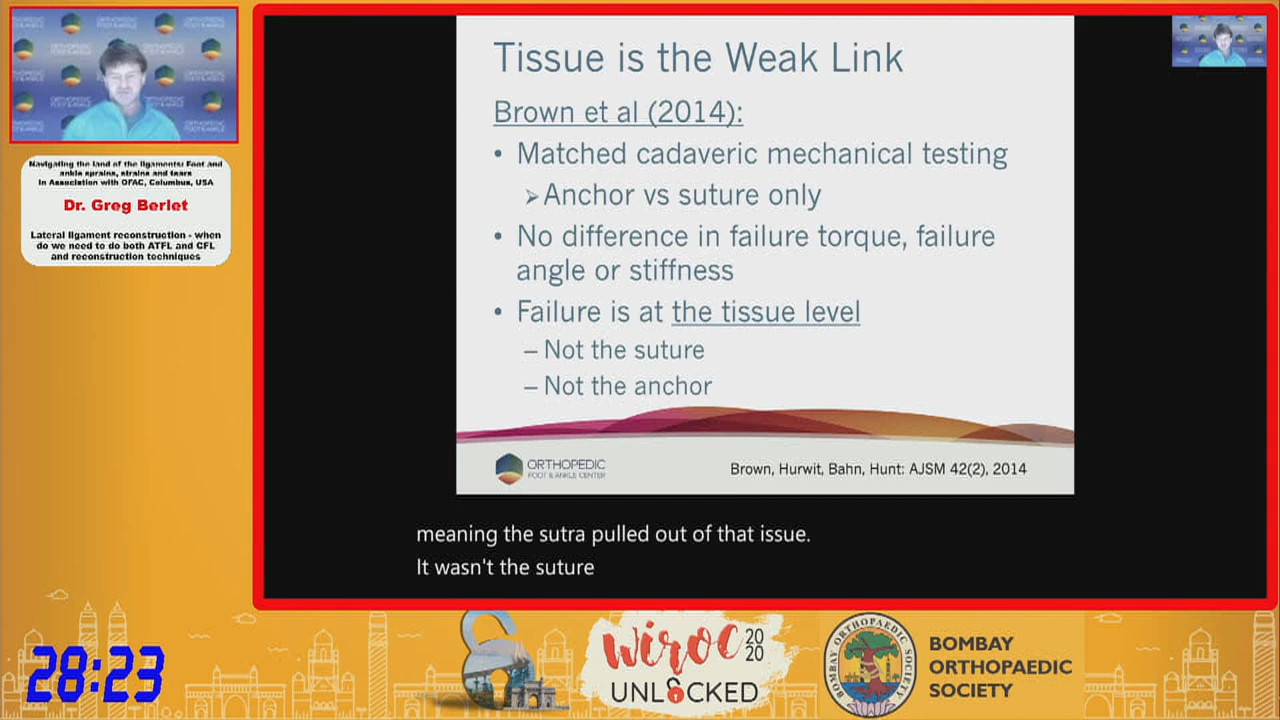 Navigating the land of the ligaments: Foot and
ankle sprains, strains and tears
In Association with OFAC, Columbus, USA
Dr. Greg Berlet
Lateral ligament reconstruction - when
do we need to do both ATFL and CFL
and reconstruction techniques
Tissue is the Weak Link
Brown et al (2014):
• Matched cadaveric mechanical testing
➢Anchor vs suture only
• No difference in failure torque, failure
angle or stiffness
• Failure is at the tissue level
– Not the suture
– Not the anchor
ORTHOPEDIC
FOOT & ANKLE CENTER
Brown, Hurwit, Bahn, Hunt: AJSM 42(2), 2014
meaning the sutra pulled out of that issue.
It wasn't the suture
28:23
WIROC 20
20
UNLOCKED
BOMBAY ORTHOPAEDIC SOCIETY
BOMBAY
ORTHOPAEDIC
SOCIETY